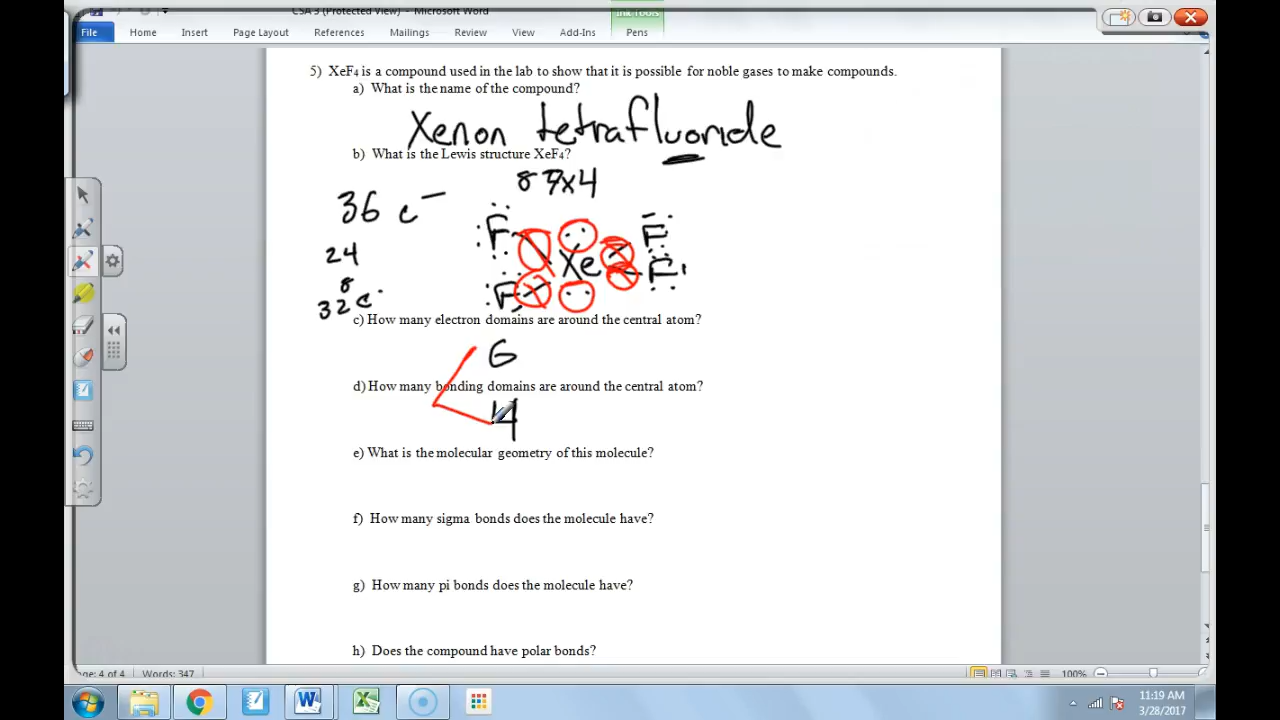 CSA 3 (Protected View) - Microsoft Word
Ink Tools
File Home Insert Page Layout References Mailings Review View Add-Ins Pens
5) XeF4 is a compound used in the lab to show that it is possible for noble gases to make compounds.
a) What is the name of the compound?
Xenon tetrafluoride
b) What is the Lewis structure XeF4?
8 7x4
36 e-
F F
24
Xe
8
F F
32 e-
c) How many electron domains are around the central atom?
6
d) How many bonding domains are around the central atom?
4
e) What is the molecular geometry of this molecule?
f) How many sigma bonds does the molecule have?
g) How many pi bonds does the molecule have?
h) Does the compound have polar bonds?
Page: 4 of 4 Words: 347 100%
11:19 AM
3/28/2017